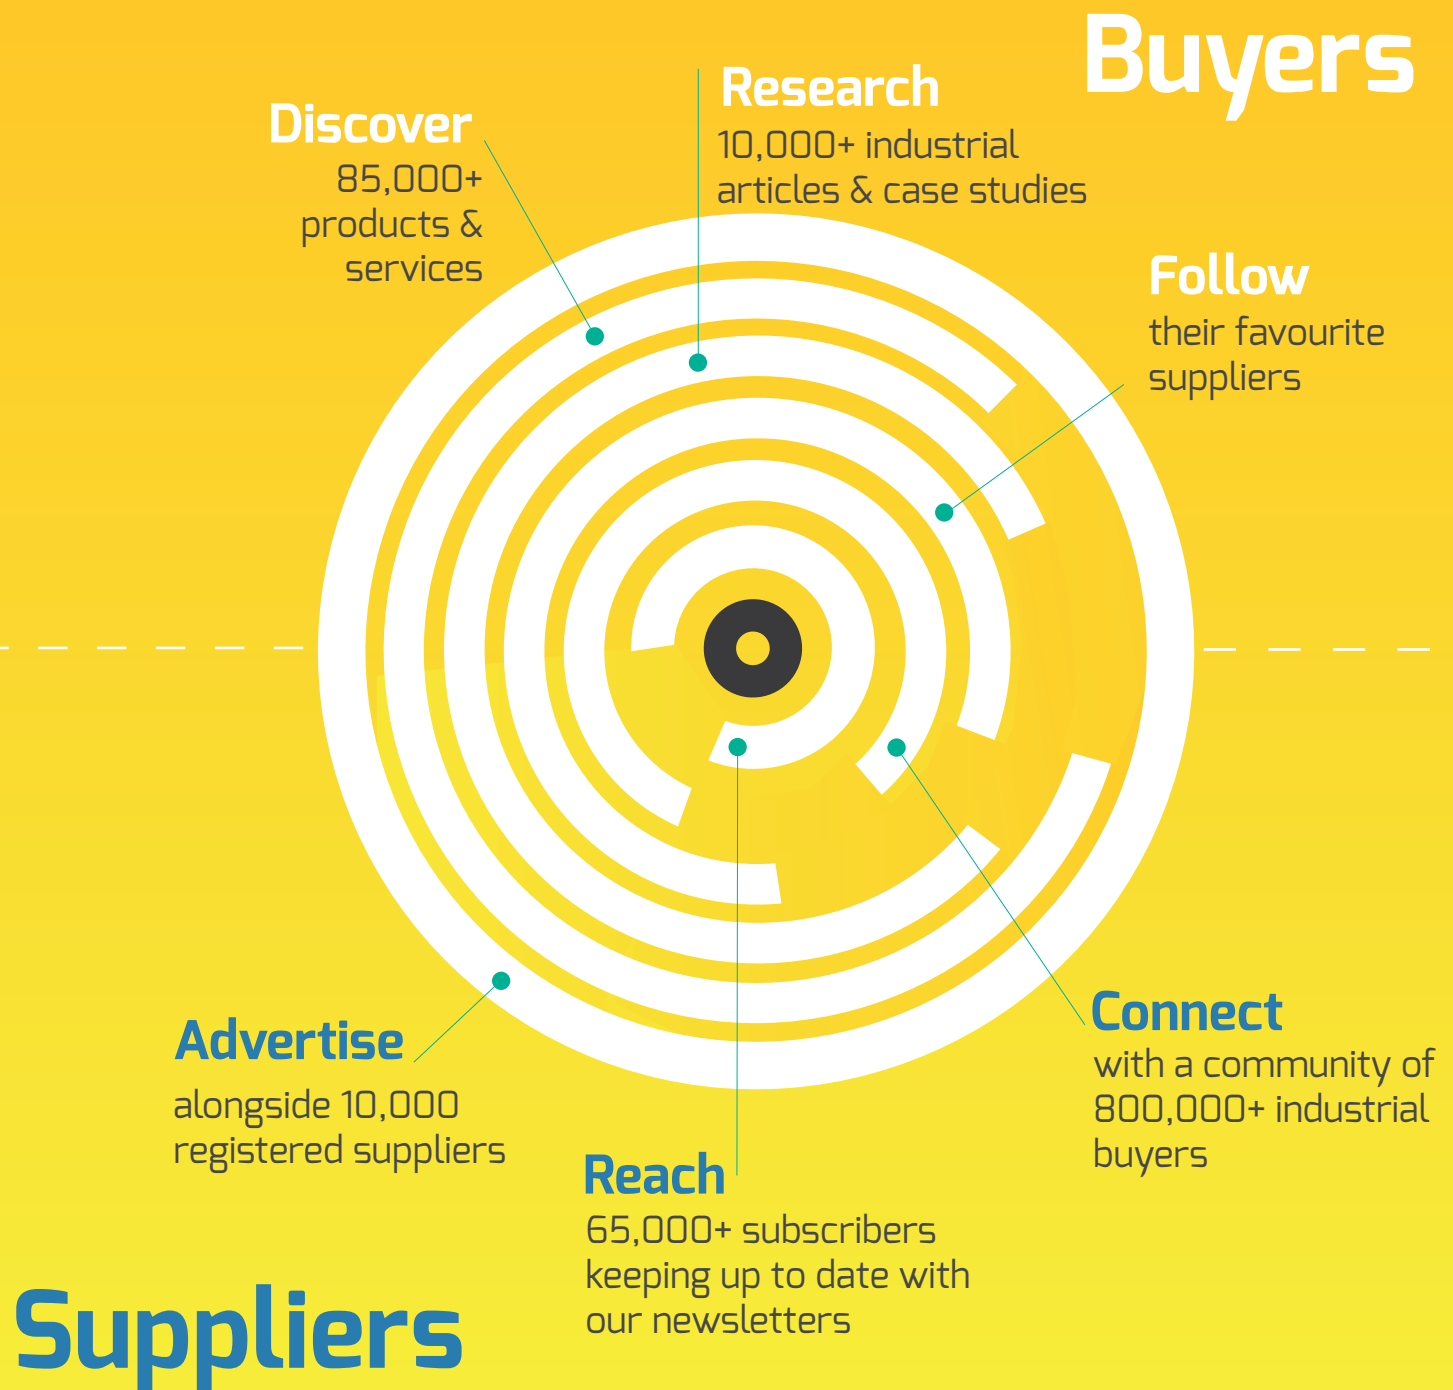 Buyers
Discover
85,000+
products &
services
Research
10,000+ industrial
articles & case studies
Follow
their favourite
suppliers
Advertise
alongside 10,000
registered suppliers
Reach
65,000+ subscribers
keeping up to date with
our newsletters
Connect
with a community of
800,000+ industrial
buyers
Suppliers